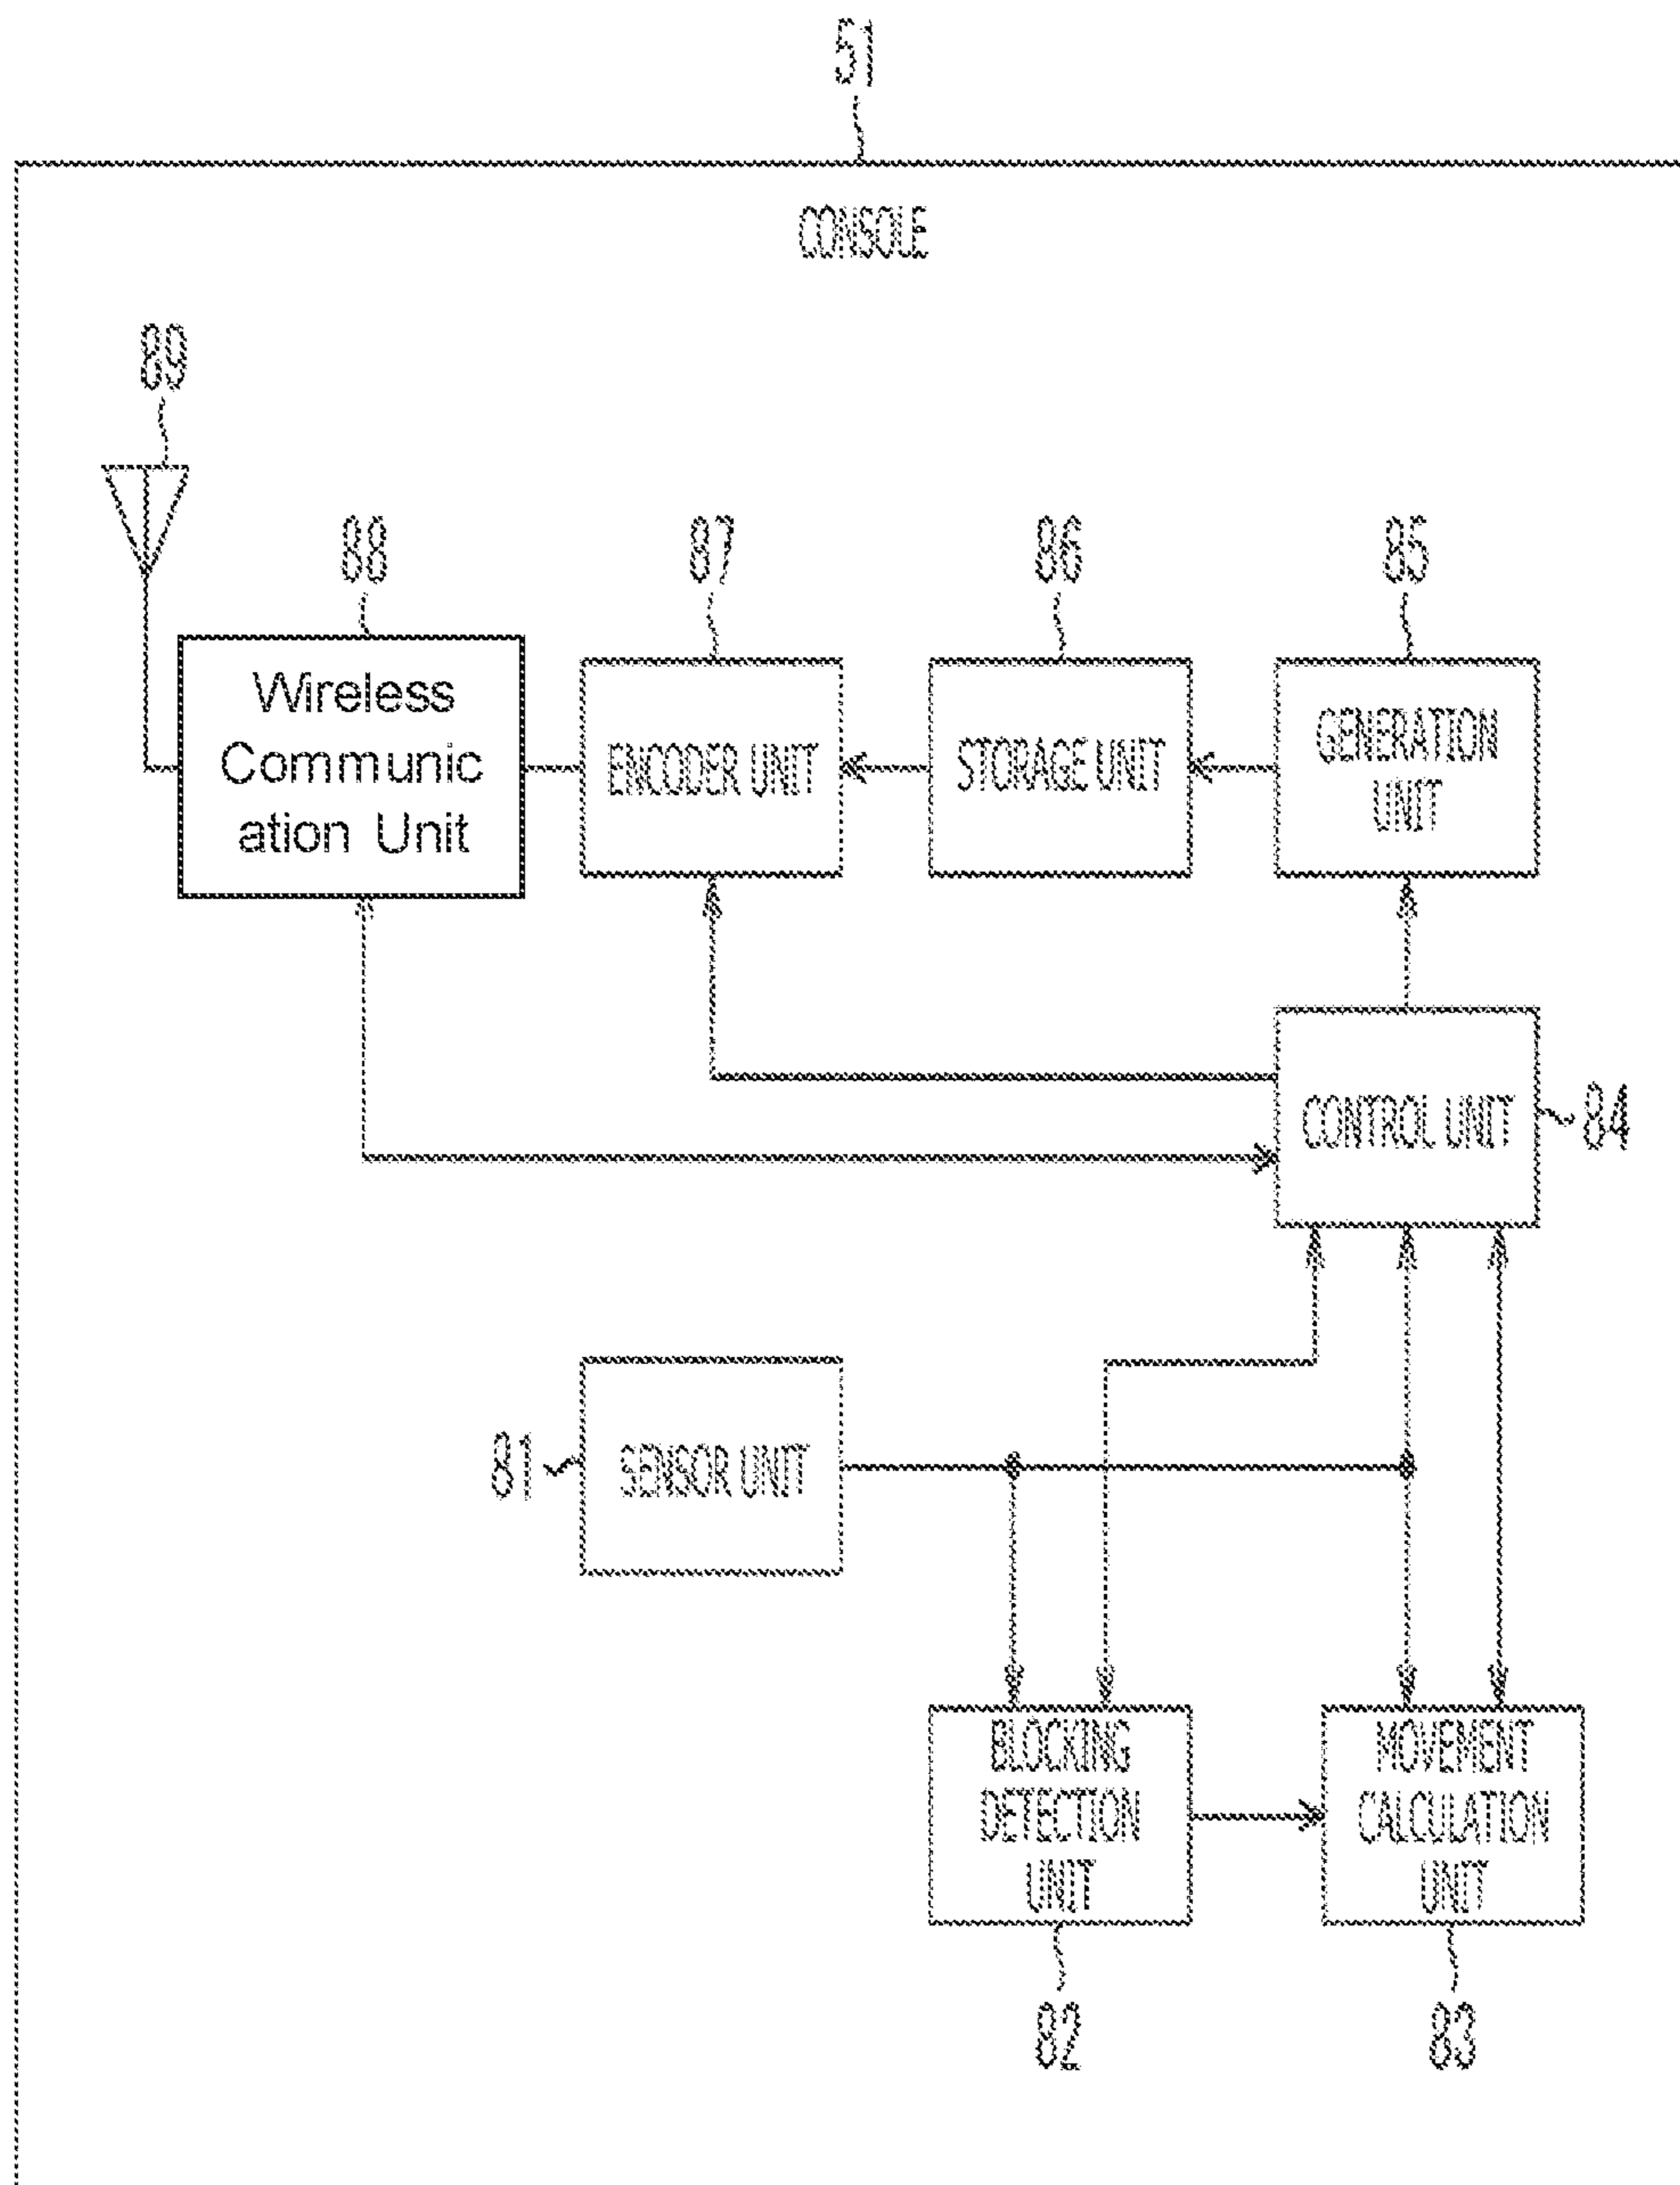 51
CONSOLE
89
88
87
86
85
Wireless
Communic
ation Unit
ENCODER UNIT
STORAGE UNIT
GENERATION
UNIT
CONTROL UNIT
84
81
SENSOR UNIT
BLOCKING
DETECTION
UNIT
MOVEMENT
CALCULATION
UNIT
82
83